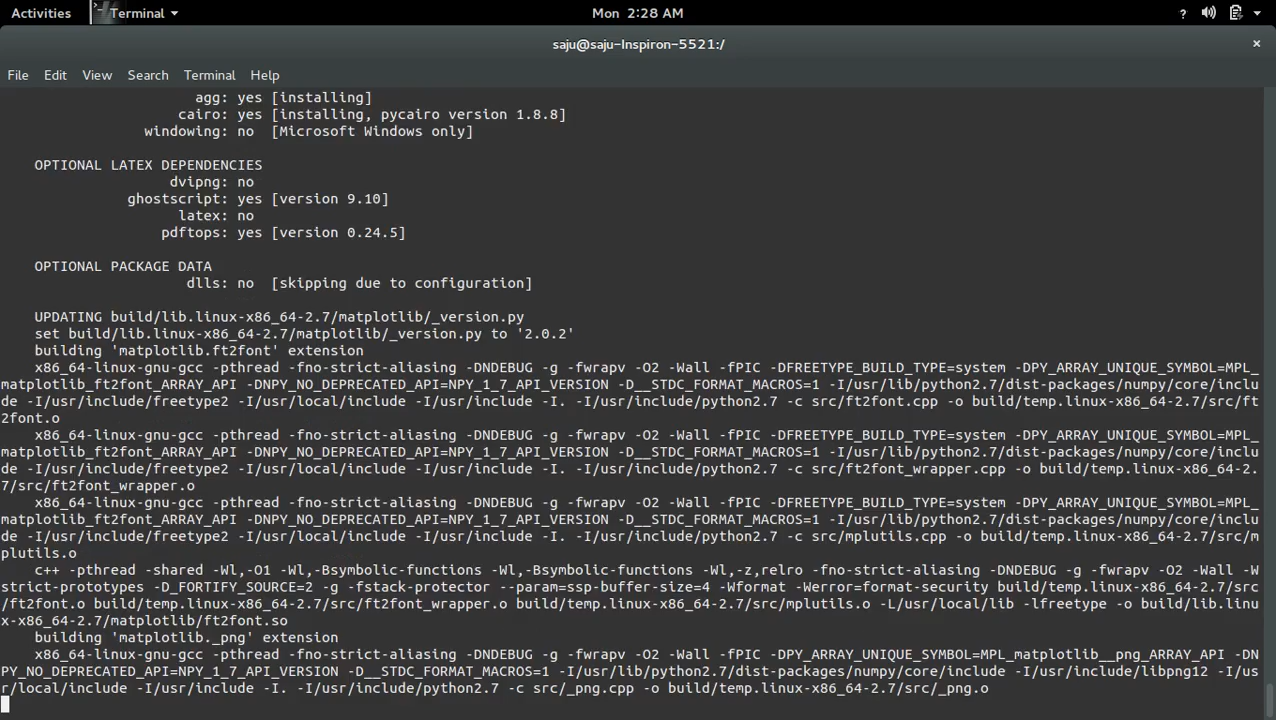 Activities Terminal Mon 2:28 AM ?
saju@saju-Inspiron-5521:/ ×
File Edit View Search Terminal Help
agg: yes [installing]
cairo: yes [installing, pycairo version 1.8.8]
windowing: no [Microsoft Windows only]
OPTIONAL LATEX DEPENDENCIES
dvipng: no
ghostscript: yes [version 9.10]
latex: no
pdftops: yes [version 0.24.5]
OPTIONAL PACKAGE DATA
dlls: no [skipping due to configuration]
UPDATING build/lib.linux-x86_64-2.7/matplotlib/_version.py
set build/lib.linux-x86_64-2.7/matplotlib/_version.py to '2.0.2'
building 'matplotlib.ft2font' extension
x86_64-linux-gnu-gcc -pthread -fno-strict-aliasing -DNDEBUG -g -fwrapv -O2 -Wall -fPIC -DFREETYPE_BUILD_TYPE=system -DPY_ARRAY_UNIQUE_SYMBOL=MPL_
matplotlib_ft2font_ARRAY_API -DNPY_NO_DEPRECATED_API=NPY_1_7_API_VERSION -D__STDC_FORMAT_MACROS=1 -I/usr/lib/python2.7/dist-packages/numpy/core/inclu
de -I/usr/include/freetype2 -I/usr/local/include -I/usr/include -I. -I/usr/include/python2.7 -c src/ft2font.cpp -o build/temp.linux-x86_64-2.7/src/ft
2font.o
x86_64-linux-gnu-gcc -pthread -fno-strict-aliasing -DNDEBUG -g -fwrapv -O2 -Wall -fPIC -DFREETYPE_BUILD_TYPE=system -DPY_ARRAY_UNIQUE_SYMBOL=MPL_
matplotlib_ft2font_ARRAY_API -DNPY_NO_DEPRECATED_API=NPY_1_7_API_VERSION -D__STDC_FORMAT_MACROS=1 -I/usr/lib/python2.7/dist-packages/numpy/core/inclu
de -I/usr/include/freetype2 -I/usr/local/include -I/usr/include -I. -I/usr/include/python2.7 -c src/ft2font_wrapper.cpp -o build/temp.linux-x86_64-2.
7/src/ft2font_wrapper.o
x86_64-linux-gnu-gcc -pthread -fno-strict-aliasing -DNDEBUG -g -fwrapv -O2 -Wall -fPIC -DFREETYPE_BUILD_TYPE=system -DPY_ARRAY_UNIQUE_SYMBOL=MPL_
matplotlib_ft2font_ARRAY_API -DNPY_NO_DEPRECATED_API=NPY_1_7_API_VERSION -D__STDC_FORMAT_MACROS=1 -I/usr/lib/python2.7/dist-packages/numpy/core/inclu
de -I/usr/include/freetype2 -I/usr/local/include -I/usr/include -I. -I/usr/include/python2.7 -c src/mplutils.cpp -o build/temp.linux-x86_64-2.7/src/m
plutils.o
c++ -pthread -shared -Wl,-O1 -Wl,-Bsymbolic-functions -Wl,-Bsymbolic-functions -Wl,-z,relro -fno-strict-aliasing -DNDEBUG -g -fwrapv -O2 -Wall -W
strict-prototypes -D_FORTIFY_SOURCE=2 -g -fstack-protector --param=ssp-buffer-size=4 -Wformat -Werror=format-security build/temp.linux-x86_64-2.7/src
/ft2font.o build/temp.linux-x86_64-2.7/src/ft2font_wrapper.o build/temp.linux-x86_64-2.7/src/mplutils.o -L/usr/local/lib -lfreetype -o build/lib.linu
x-x86_64-2.7/matplotlib/ft2font.so
building 'matplotlib._png' extension
x86_64-linux-gnu-gcc -pthread -fno-strict-aliasing -DNDEBUG -g -fwrapv -O2 -Wall -fPIC -DPY_ARRAY_UNIQUE_SYMBOL=MPL_matplotlib__png_ARRAY_API -DN
PY_NO_DEPRECATED_API=NPY_1_7_API_VERSION -D__STDC_FORMAT_MACROS=1 -I/usr/lib/python2.7/dist-packages/numpy/core/include -I/usr/include/libpng12 -I/us
r/local/include -I/usr/include -I. -I/usr/include/python2.7 -c src/_png.cpp -o build/temp.linux-x86_64-2.7/src/_png.o